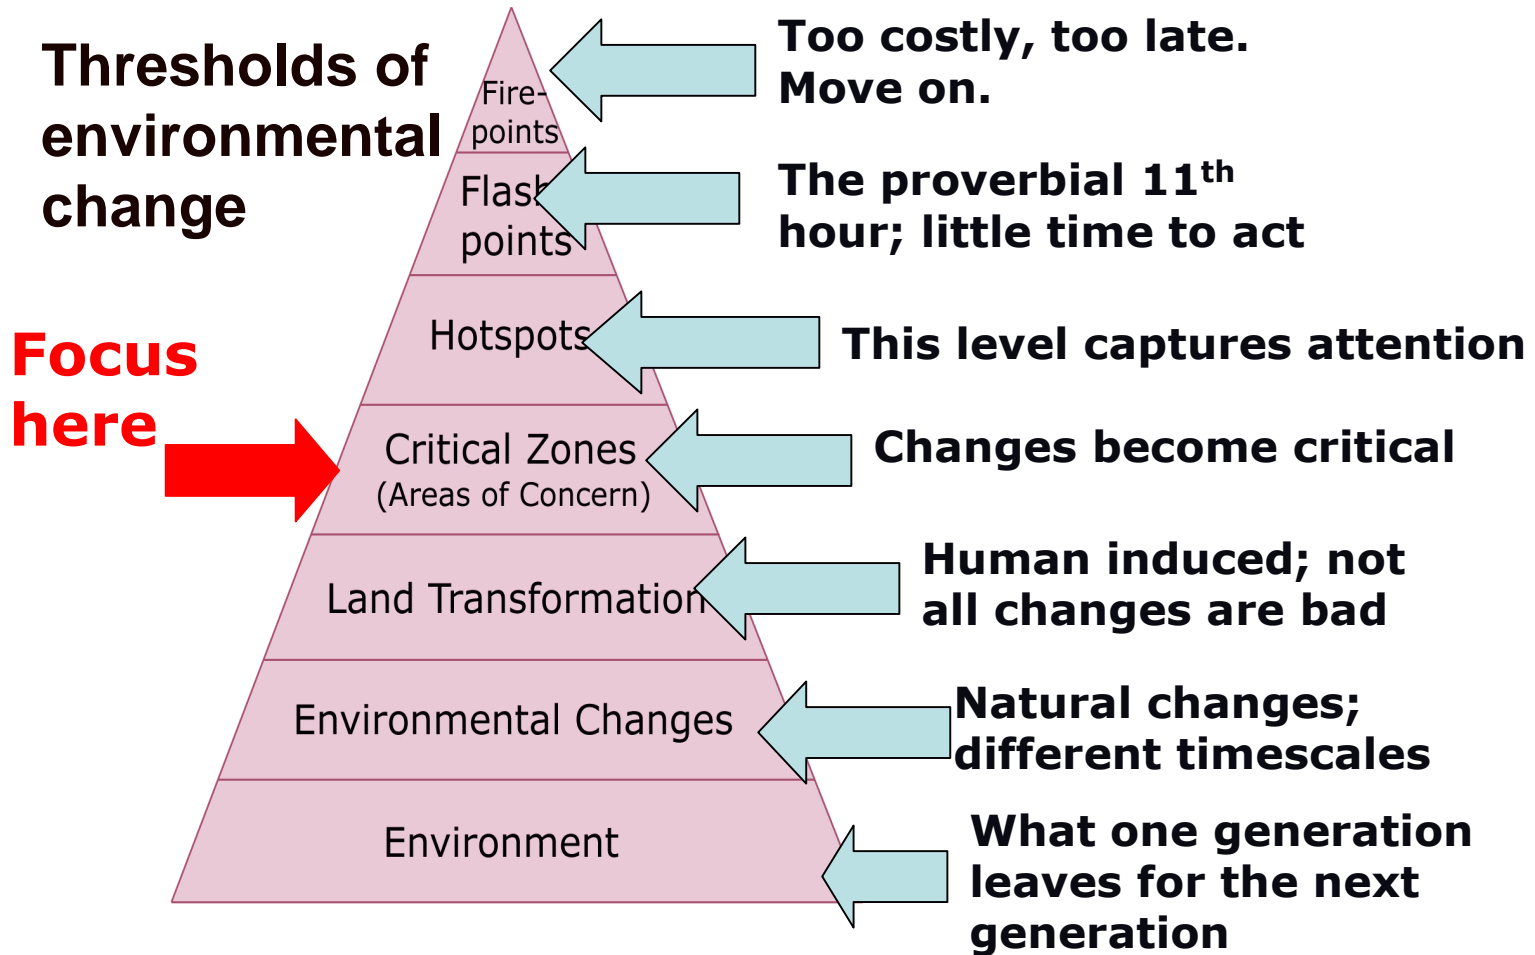 Thresholds of
environmental
change
Fire-
points
Too costly, too late.
Move on.
Flash
points
The proverbial 11th
hour; little time to act
Hotspots
This level captures attention
Focus
here
Critical Zones
(Areas of Concern)
Changes become critical
Land Transformation
Human induced; not
all changes are bad
Environmental Changes
Natural changes;
different timescales
Environment
What one generation
leaves for the next
generation